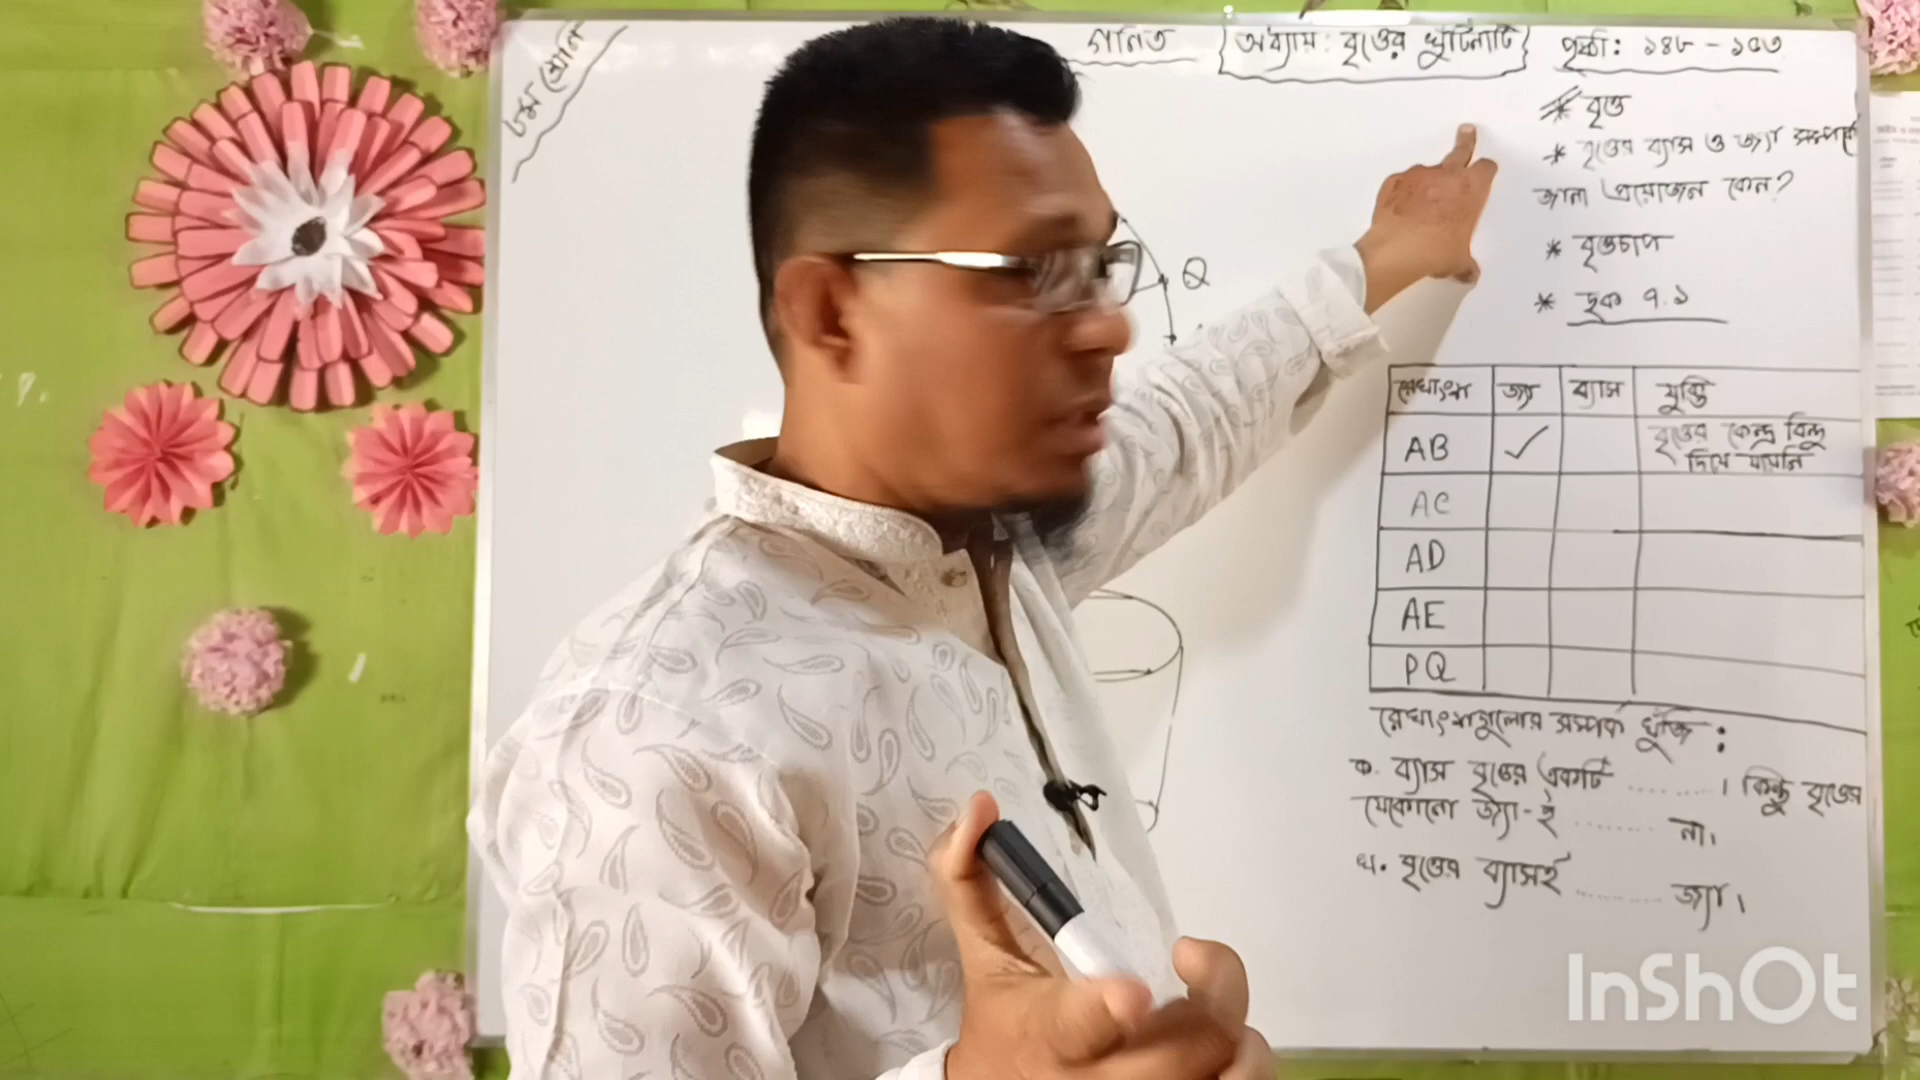 ৮ম শ্রেনি
গনিত
অধ্যায়: বৃত্তের খুঁটিনাটি
পৃষ্ঠা: ১৪৮ - ১৫৩
* বৃত্ত
* বৃত্তের ব্যাস ও জ্যা সম্পর্কে
জানা প্রয়োজন কেন?
* বৃত্তচাপ
* ছক ৭.১
Q
রেখাংশ জ্যা ব্যাস যুক্তি
AB ✓ বৃত্তের কেন্দ্র বিন্দু
দিয়ে যায়নি
AC
AD
AE
PQ
রেখাংশগুলোর সম্পর্ক খুঁজি :
ক. ব্যাস বৃত্তের একটি ......... । কিন্তু বৃত্তের
যেকোনো জ্যা-ই ....... না।
খ. বৃত্তের ব্যাসই ......... জ্যা।
InShOt